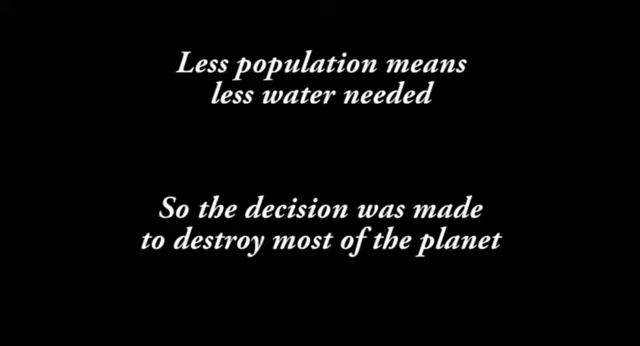 Less population means
less water needed
So the decision was made
to destroy most of the planet